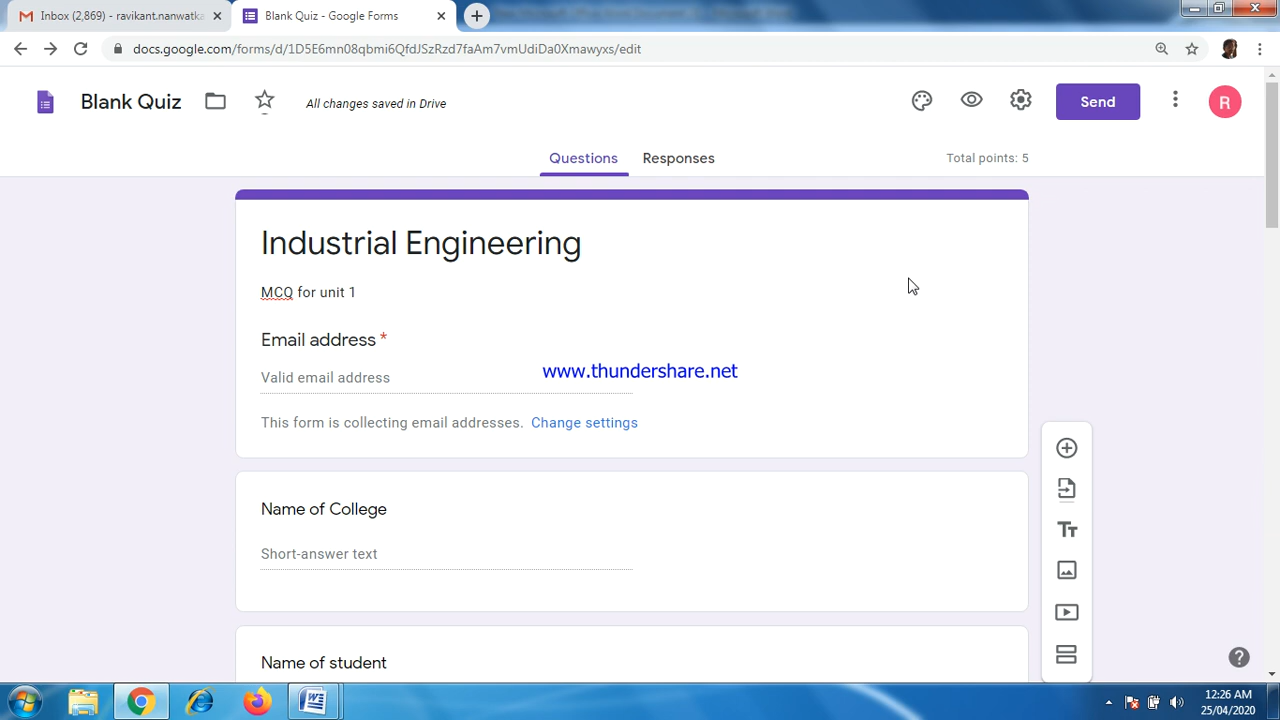 Inbox (2,869) - ravikant.nanwatka
Blank Quiz - Google Forms
docs.google.com/forms/d/1D5E6mn08qbmi6QfdJSzRzd7faAm7vmUdiDa0Xmawyxs/edit
Blank Quiz
All changes saved in Drive
Send
R
Questions
Responses
Total points: 5
Industrial Engineering
MCQ for unit 1
Email address *
Valid email address
www.thundershare.net
This form is collecting email addresses. Change settings
Name of College
Short-answer text
Name of student
12:26 AM
25/04/2020